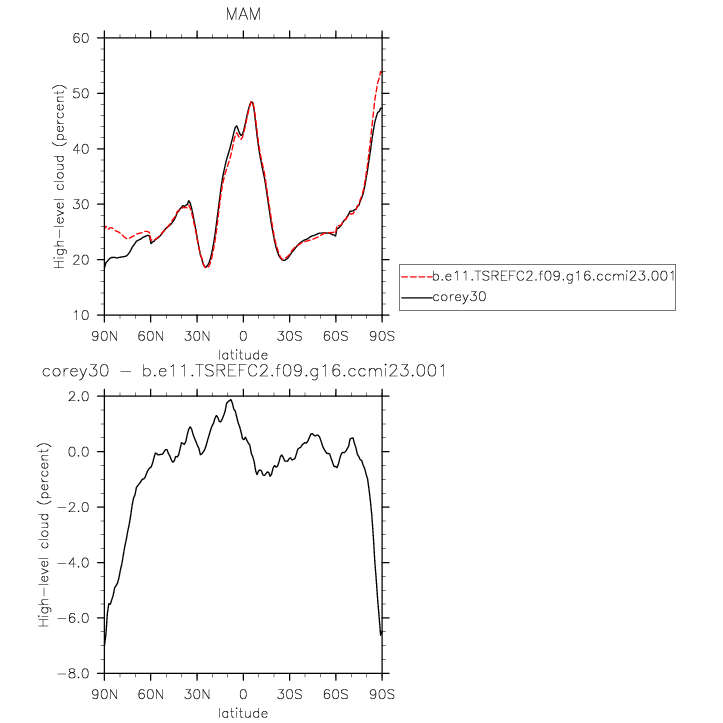 MAM
60
50
40
30
20
10
High-level cloud (percent)
90N 60N 30N 0 30S 60S 90S
latitude
b.e11.TSREFC2.f09.g16.ccmi23.001
corey30
corey30 - b.e11.TSREFC2.f09.g16.ccmi23.001
2.0
0.0
-2.0
-4.0
-6.0
-8.0
High-level cloud (percent)
90N 60N 30N 0 30S 60S 90S
latitude